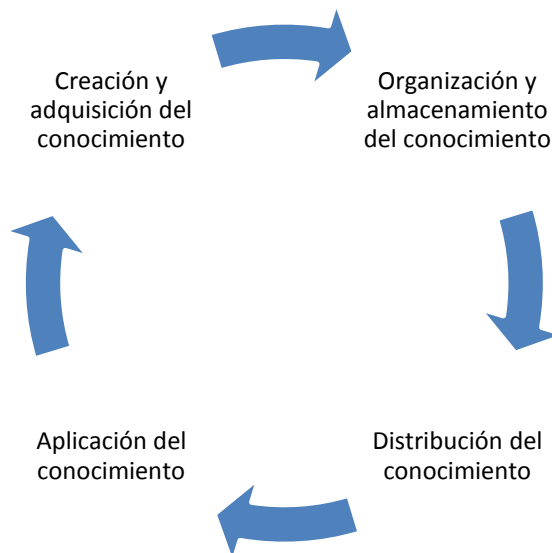 Creación y
adquisición del
conocimiento
Organización y
almacenamiento
del conocimiento
Distribución del
conocimiento
Aplicación del
conocimiento